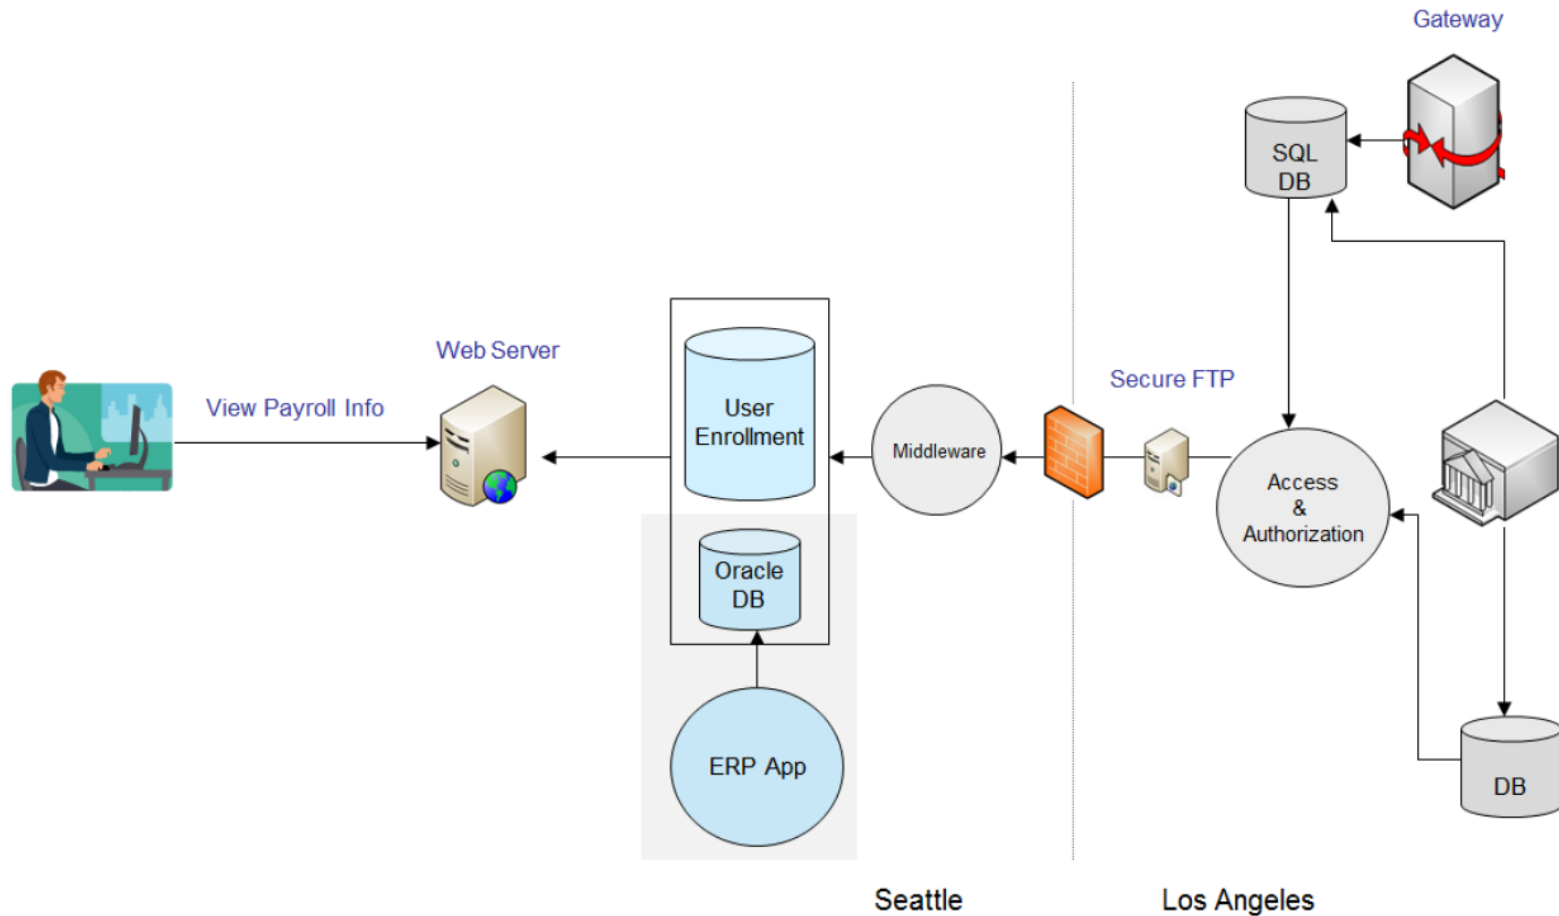 Gateway
SQL
DB
Web Server
View Payroll Info
User
Enrollment
Middleware
Secure FTP
Access
&
Authorization
Oracle
DB
ERP App
DB
Seattle
Los Angeles